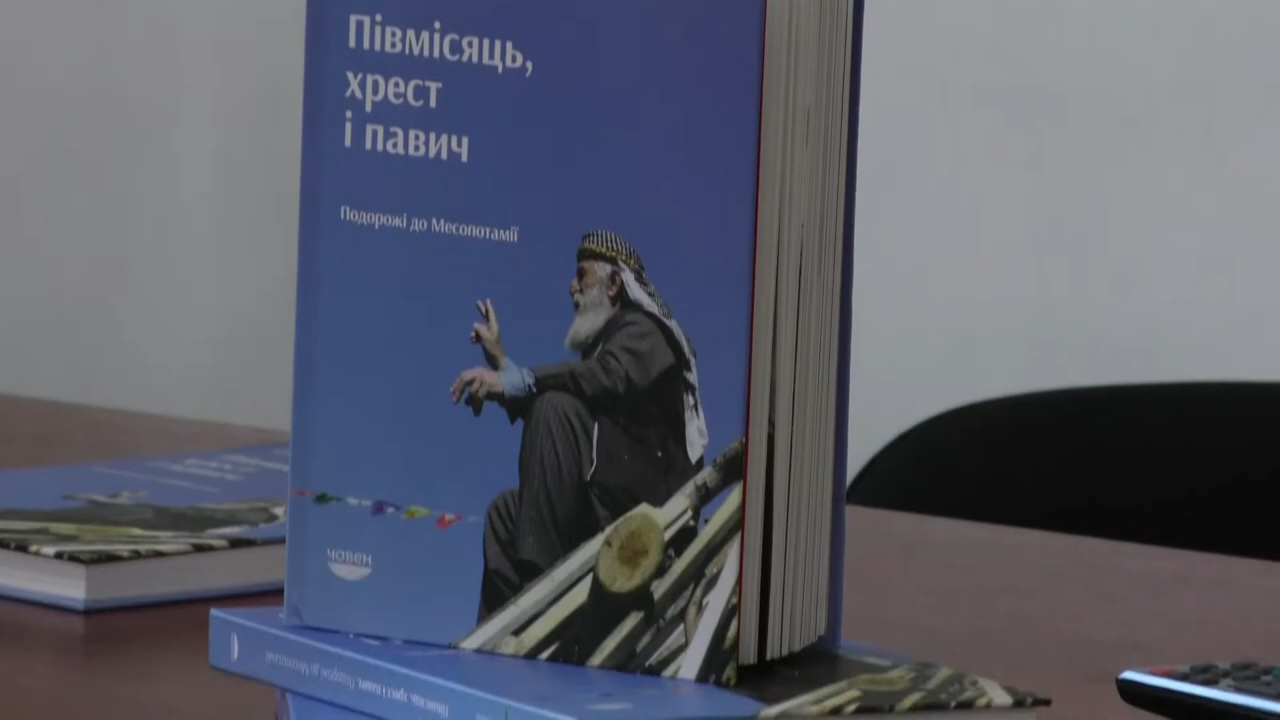 Півмісяць,
хрест
і павич
Подорожі до Месопотамії
човен
Півмісяць, хрест і павич. Подорожі до Месопотамії